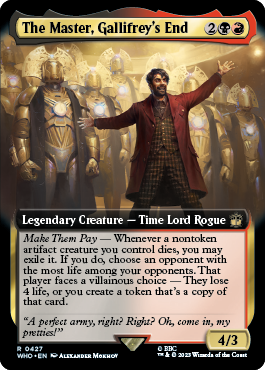 The Master, Gallifrey's End 2
Legendary Creature — Time Lord Rogue
Make Them Pay — Whenever a nontoken
artifact creature you control dies, you may
exile it. If you do, choose an opponent with
the most life among your opponents. That
player faces a villainous choice — They lose
4 life, or you create a token that's a copy of
that card.
"A perfect army, right? Right? Oh, come in, my
pretties!"
4/3
R 0427
WHO • EN ALEXANDER MOKHOV
© BBC
™ & © 2023 Wizards of the Coast